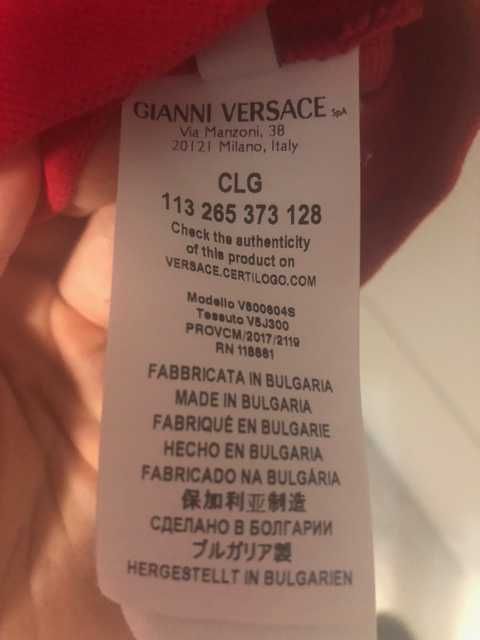 GIANNI VERSACE SpA
Via Manzoni, 38
20121 Milano, Italy
CLG
113 265 373 128
Check the authenticity
of this product on
VERSACE.CERTILOGO.COM
Modello V600604S
Tessuto V5J300
PROVCM/2017/2119
RN 118661
FABBRICATA IN BULGARIA
MADE IN BULGARIA
FABRIQUÉ EN BULGARIE
HECHO EN BULGARIA
FABRICADO NA BULGÁRIA
保加利亚制造
СДЕЛАНО В БОЛГАРИИ
ブルガリア製
HERGESTELLT IN BULGARIEN